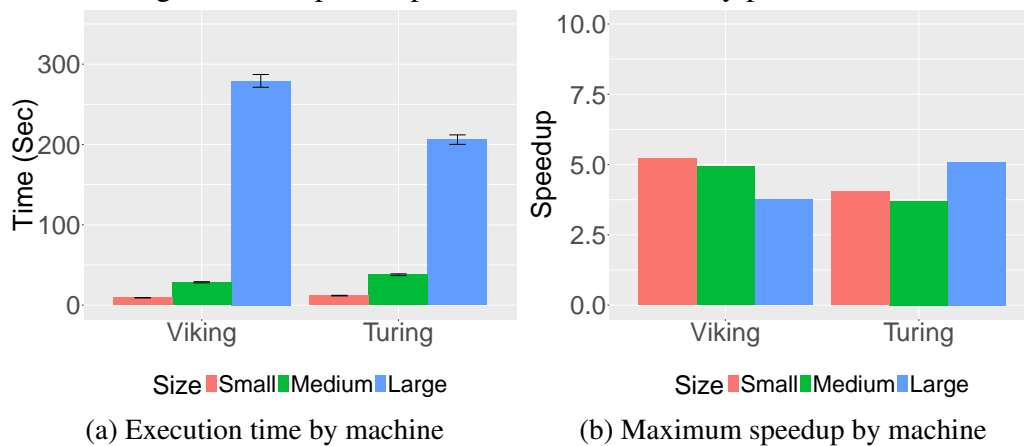 300
200
100
0
Time (Sec)
Viking Turing
Size Small Medium Large
(a) Execution time by machine
10.0
7.5
5.0
2.5
0.0
Speedup
Viking Turing
Size Small Medium Large
(b) Maximum speedup by machine